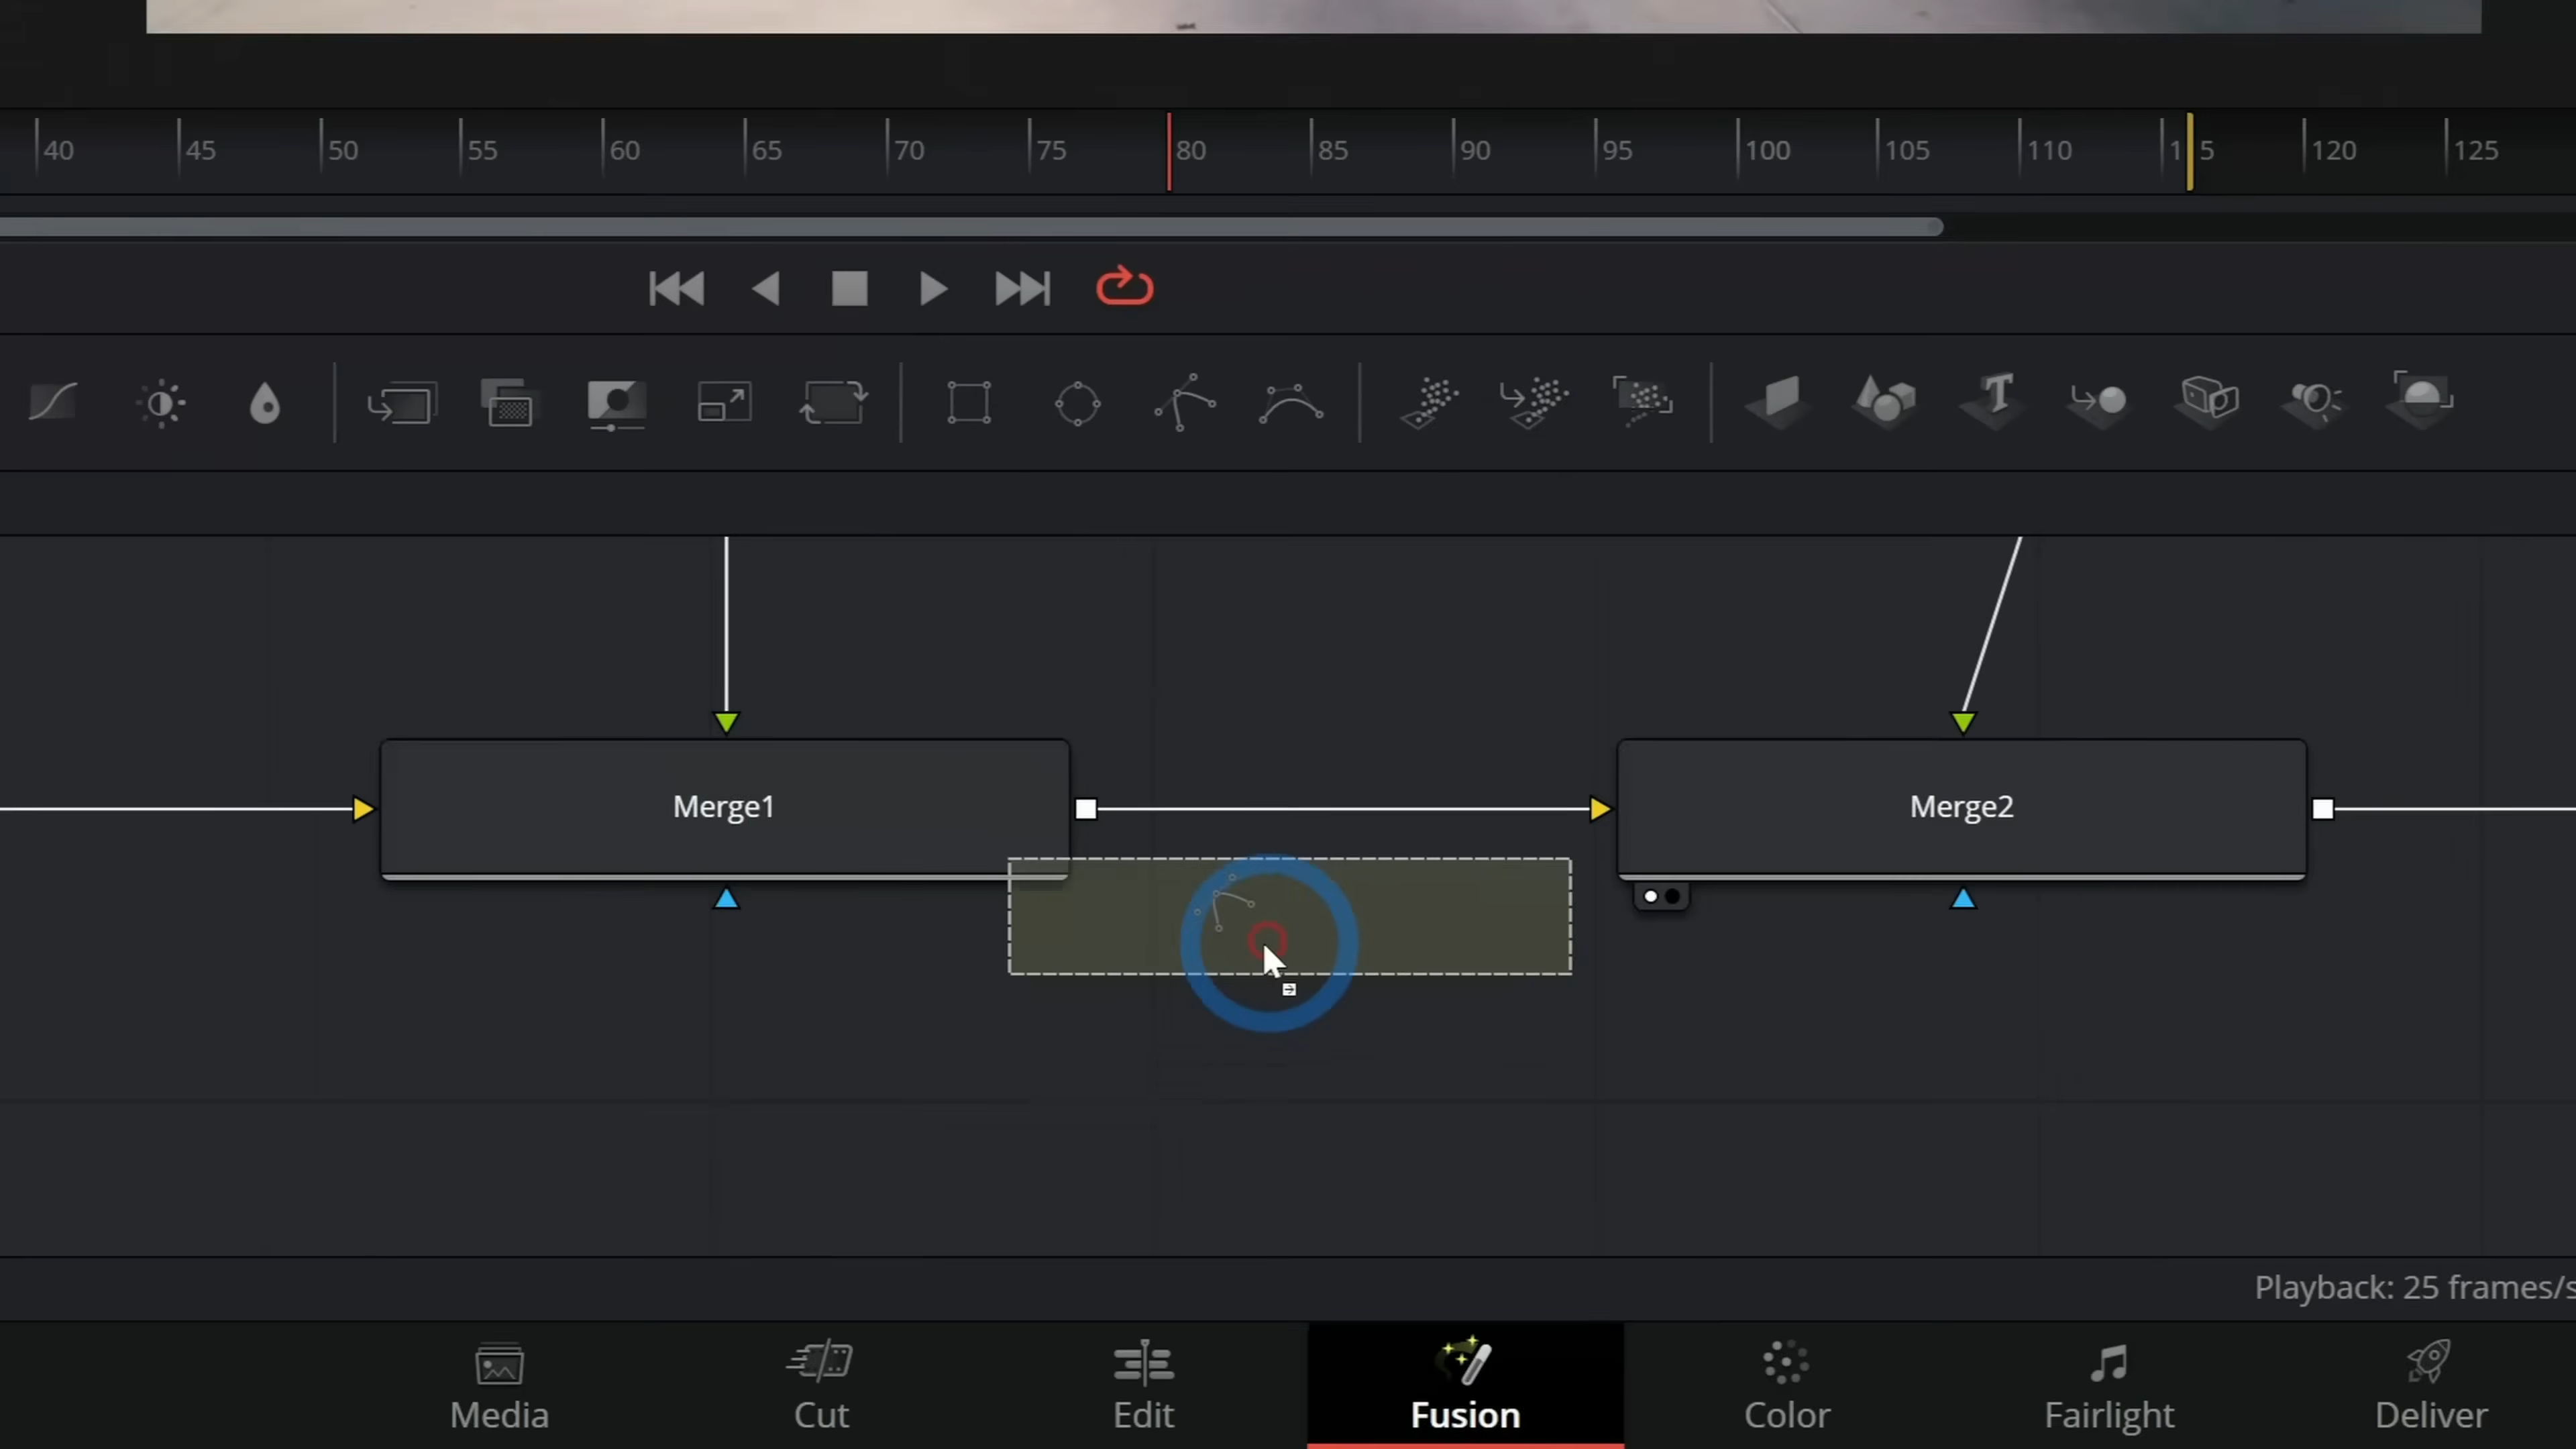 40 45 50 55 60 65 70 75 80 85 90 95 100 105 110 115 120 125
Merge1
Merge2
Playback: 25 frames/s
Media Cut Edit Fusion Color Fairlight Deliver